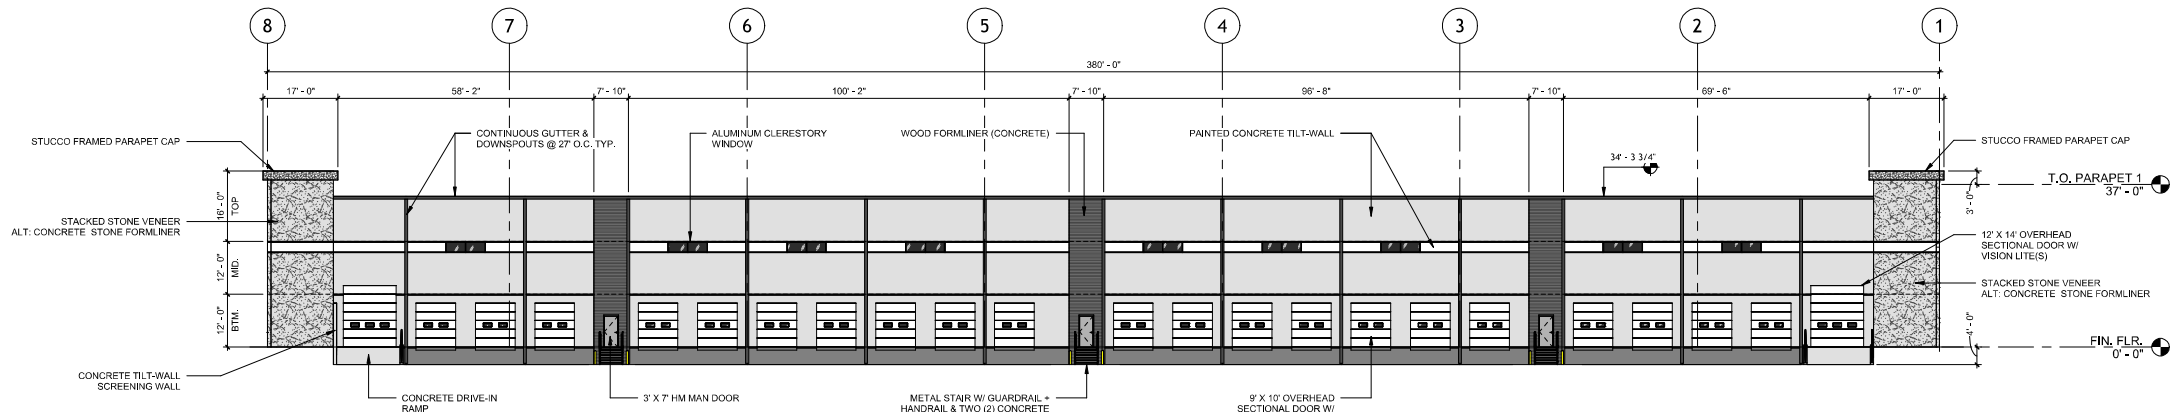 8
7
6
5
4
3
2
1
380' - 0"
17' - 0"
58' - 2"
7' - 10"
100' - 2"
7' - 10"
96' - 8"
7' - 10"
69' - 6"
17' - 0"
STUCCO FRAMED PARAPET CAP
CONTINUOUS GUTTER &
DOWNSPOUTS @ 27' O.C. TYP.
ALUMINUM CLERESTORY
WINDOW
WOOD FORMLINER (CONCRETE)
PAINTED CONCRETE TILT-WALL
STUCCO FRAMED PARAPET CAP
34' - 3 3/4"
T.O. PARAPET 1
37' - 0"
3' - 0"
16' - 0"
TOP
STACKED STONE VENEER
ALT: CONCRETE STONE FORMLINER
12' - 0"
MID.
12' X 14' OVERHEAD
SECTIONAL DOOR W/
VISION LITE(S)
STACKED STONE VENEER
ALT: CONCRETE STONE FORMLINER
12' - 0"
BTM.
4' - 0"
FIN. FLR.
0' - 0"
CONCRETE TILT-WALL
SCREENING WALL
CONCRETE DRIVE-IN
RAMP
3' X 7' HM MAN DOOR
METAL STAIR W/ GUARDRAIL +
HANDRAIL & TWO (2) CONCRETE
9' X 10' OVERHEAD
SECTIONAL DOOR W/